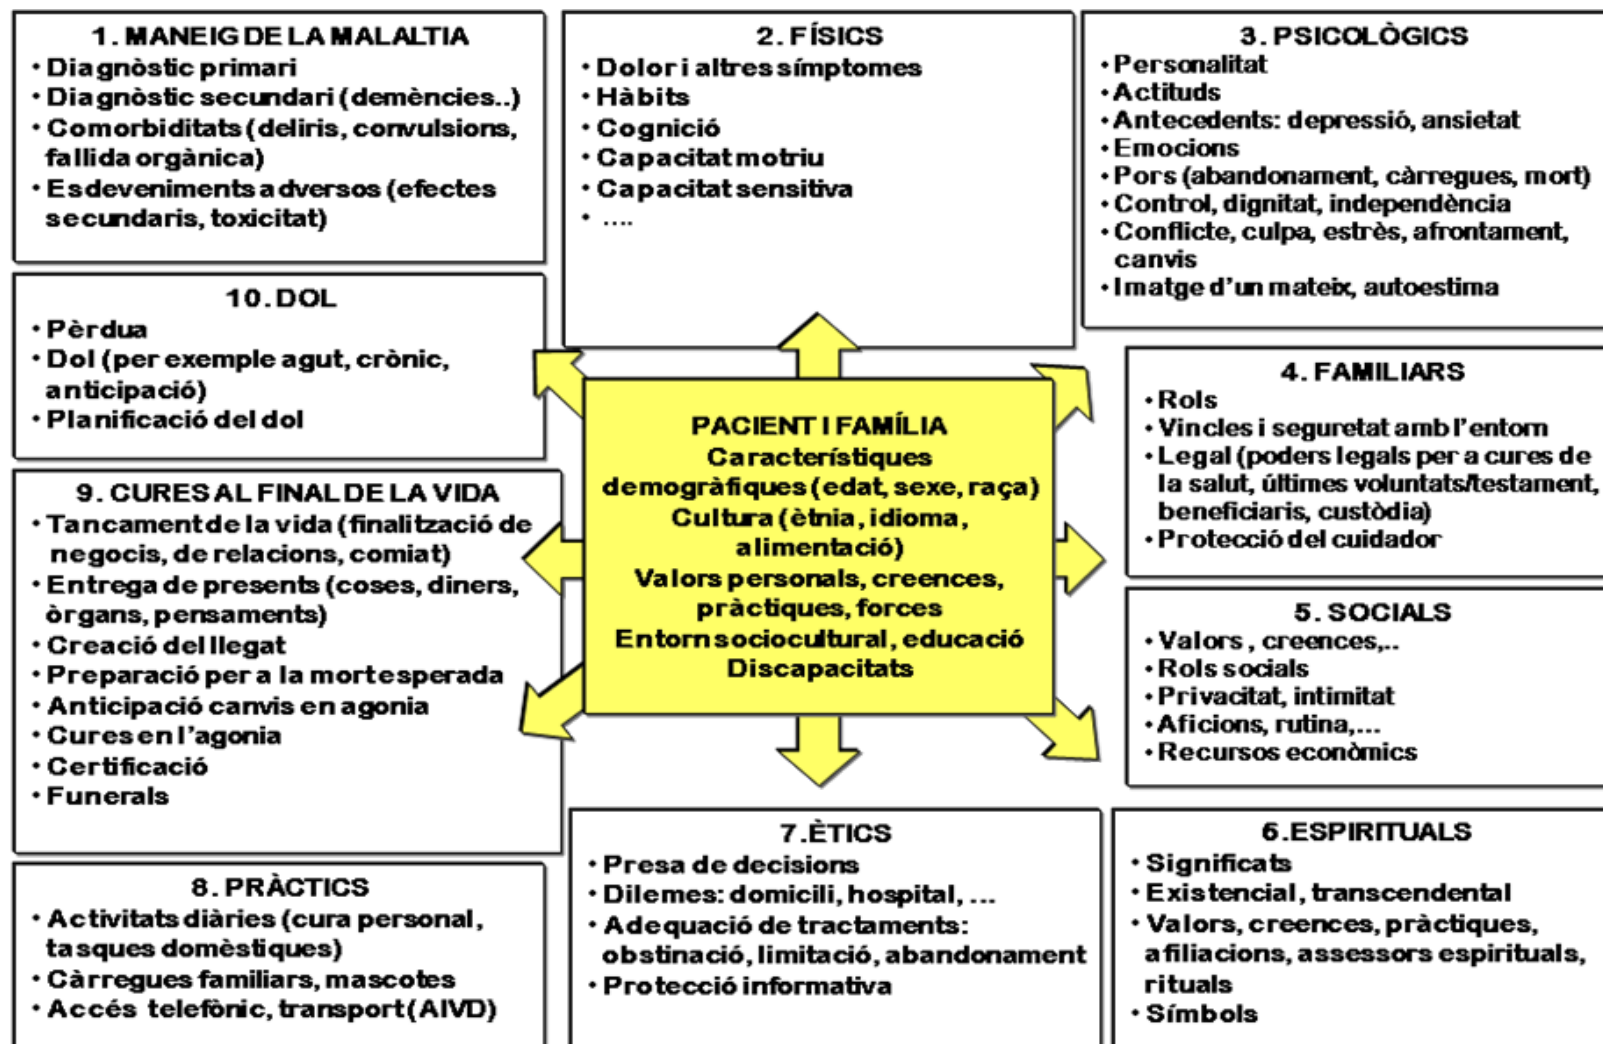 1. MANEIG DE LA MALALTIA
• Diagnòstic primari
• Diagnòstic secundari (demències..)
• Comorbiditats (deliris, convulsions,
fallida orgànica)
• Esdeveniments adversos (efectes
secundaris, toxicitat)
2. FÍSICS
• Dolor i altres símptomes
• Hàbits
• Cognició
• Capacitat motriu
• Capacitat sensitiva
• ....
3. PSICOLÒGICS
• Personalitat
• Actituds
• Antecedents: depressió, ansietat
• Emocions
• Pors (abandonament, càrregues, mort)
• Control, dignitat, independència
• Conflicte, culpa, estrès, afrontament,
canvis
• Imatge d'un mateix, autoestima
10. DOL
• Pèrdua
• Dol (per exemple agut, crònic,
anticipació)
• Planificació del dol
PACIENT I FAMÍLIA
Característiques
demogràfiques (edat, sexe, raça)
Cultura (ètnia, idioma,
alimentació)
Valors personals, creences,
pràctiques, forces
Entorn sociocultural, educació
Discapacitats
4. FAMILIARS
• Rols
• Vincles i seguretat amb l'entorn
• Legal (poders legals per a cures de
la salut, últimes voluntats/testament,
beneficiaris, custòdia)
• Protecció del cuidador
9. CURES AL FINAL DE LA VIDA
• Tancament de la vida (finalització de
negocis, de relacions, comiat)
• Entrega de presents (coses, diners,
òrgans, pensaments)
• Creació del llegat
• Preparació per a la mort esperada
• Anticipació canvis en agonia
• Cures en l'agonia
• Certificació
• Funerals
5. SOCIALS
• Valors , creences,..
• Rols socials
• Privacitat, intimitat
• Aficions, rutina,...
• Recursos econòmics
8. PRÀCTICS
• Activitats diàries (cura personal,
tasques domèstiques)
• Càrregues familiars, mascotes
• Accés telefònic, transport (AIVD)
7. ÈTICS
• Presa de decisions
• Dilemes: domicili, hospital, ...
• Adequació de tractaments:
obstinació, limitació, abandonament
• Protecció informativa
6. ESPIRITUALS
• Significats
• Existencial, transcendental
• Valors, creences, pràctiques,
afiliacions, assessors espirituals,
rituals
• Símbols